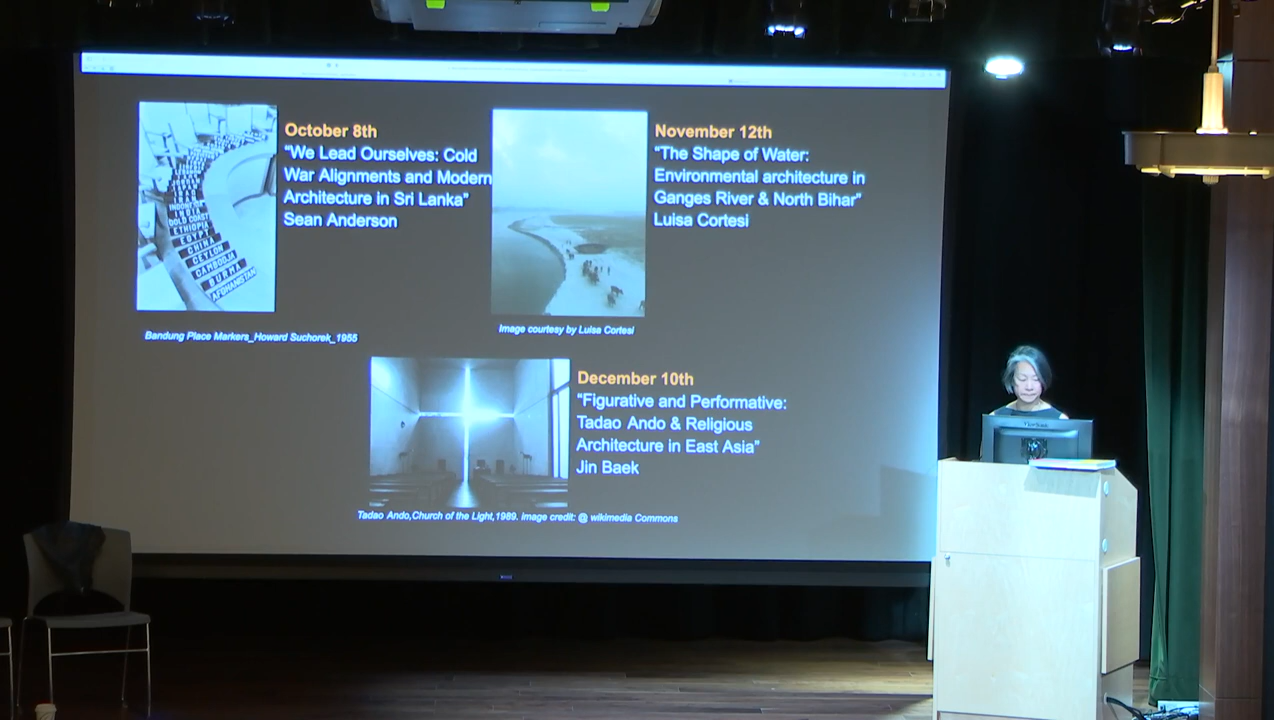 October 8th
“We Lead Ourselves: Cold
War Alignments and Modern
Architecture in Sri Lanka”
Sean Anderson
INDONESIA
INDIA
GOLD COAST
ETHIOPIA
EGYPT
CHINA
CEYLON
CAMBODJA
BURMA
AFGHANISTAN
Bandung Place Markers_Howard Suchorek_1955
November 12th
“The Shape of Water:
Environmental architecture in
Ganges River & North Bihar”
Luisa Cortesi
Image courtesy by Luisa Cortesi
December 10th
“Figurative and Performative:
Tadao Ando & Religious
Architecture in East Asia”
Jin Baek
Tadao Ando,Church of the Light,1989. image credit: @ wikimedia Commons